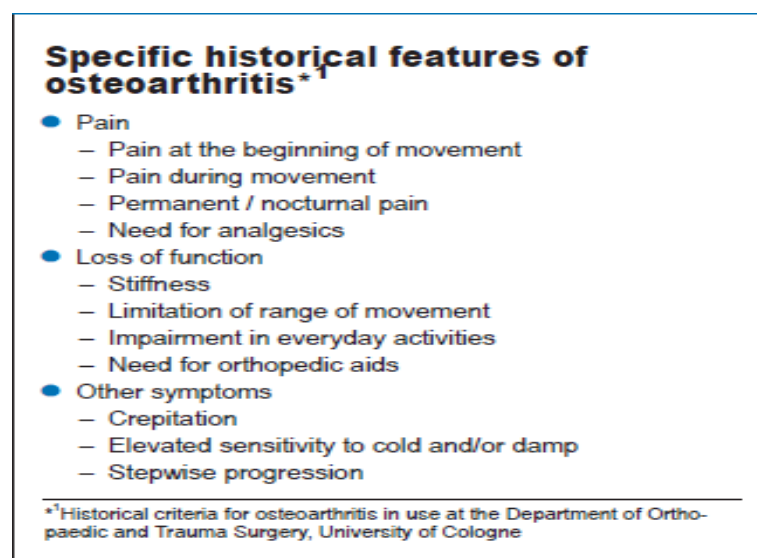 Specific historical features of
osteoarthritis*1
● Pain
– Pain at the beginning of movement
– Pain during movement
– Permanent / nocturnal pain
– Need for analgesics
● Loss of function
– Stiffness
– Limitation of range of movement
– Impairment in everyday activities
– Need for orthopedic aids
● Other symptoms
– Crepitation
– Elevated sensitivity to cold and/or damp
– Stepwise progression
*1Historical criteria for osteoarthritis in use at the Department of Ortho-
paedic and Trauma Surgery, University of Cologne